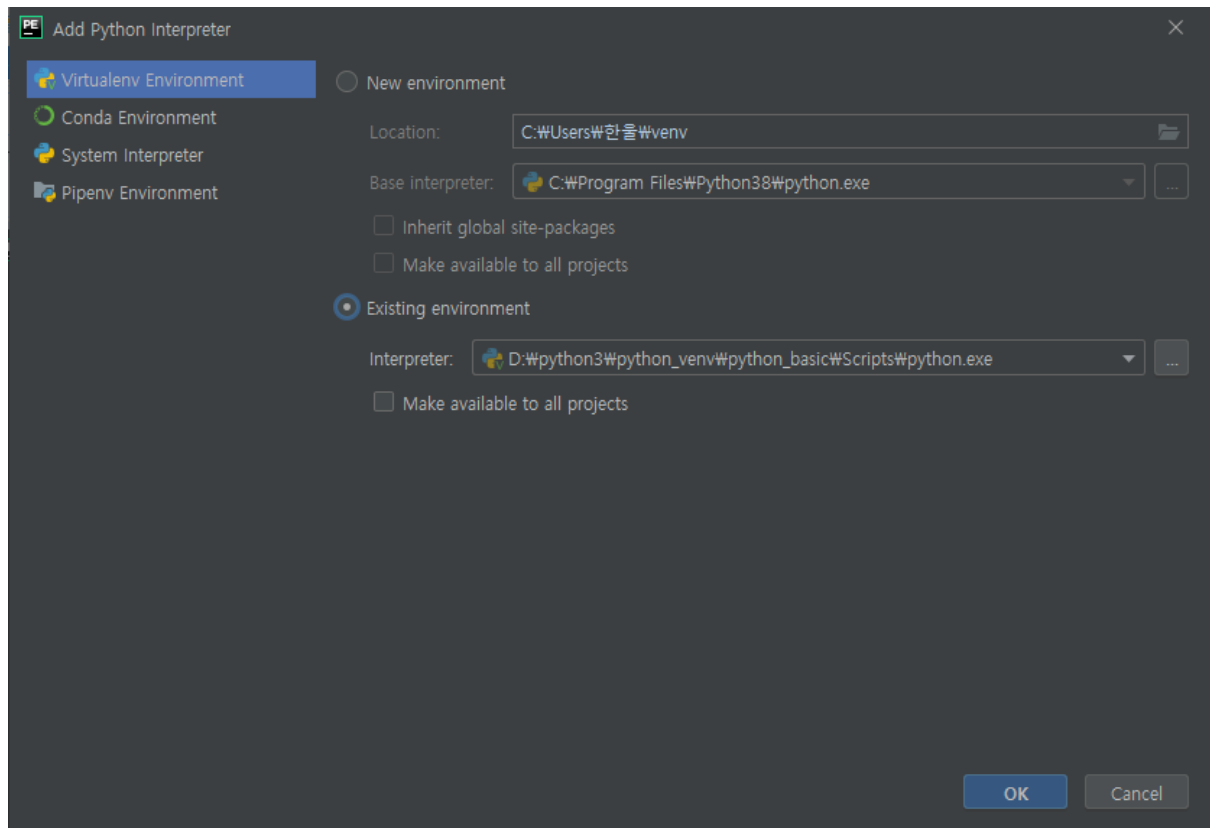 PE Add Python Interpreter
Virtualenv Environment
Conda Environment
System Interpreter
Pipenv Environment
New environment
Location: C:₩Users₩한울₩venv
Base interpreter: C:₩Program Files₩Python38₩python.exe ...
Inherit global site-packages
Make available to all projects
Existing environment
Interpreter: D:₩python3₩python_venv₩python_basic₩Scripts₩python.exe ...
Make available to all projects
OK Cancel